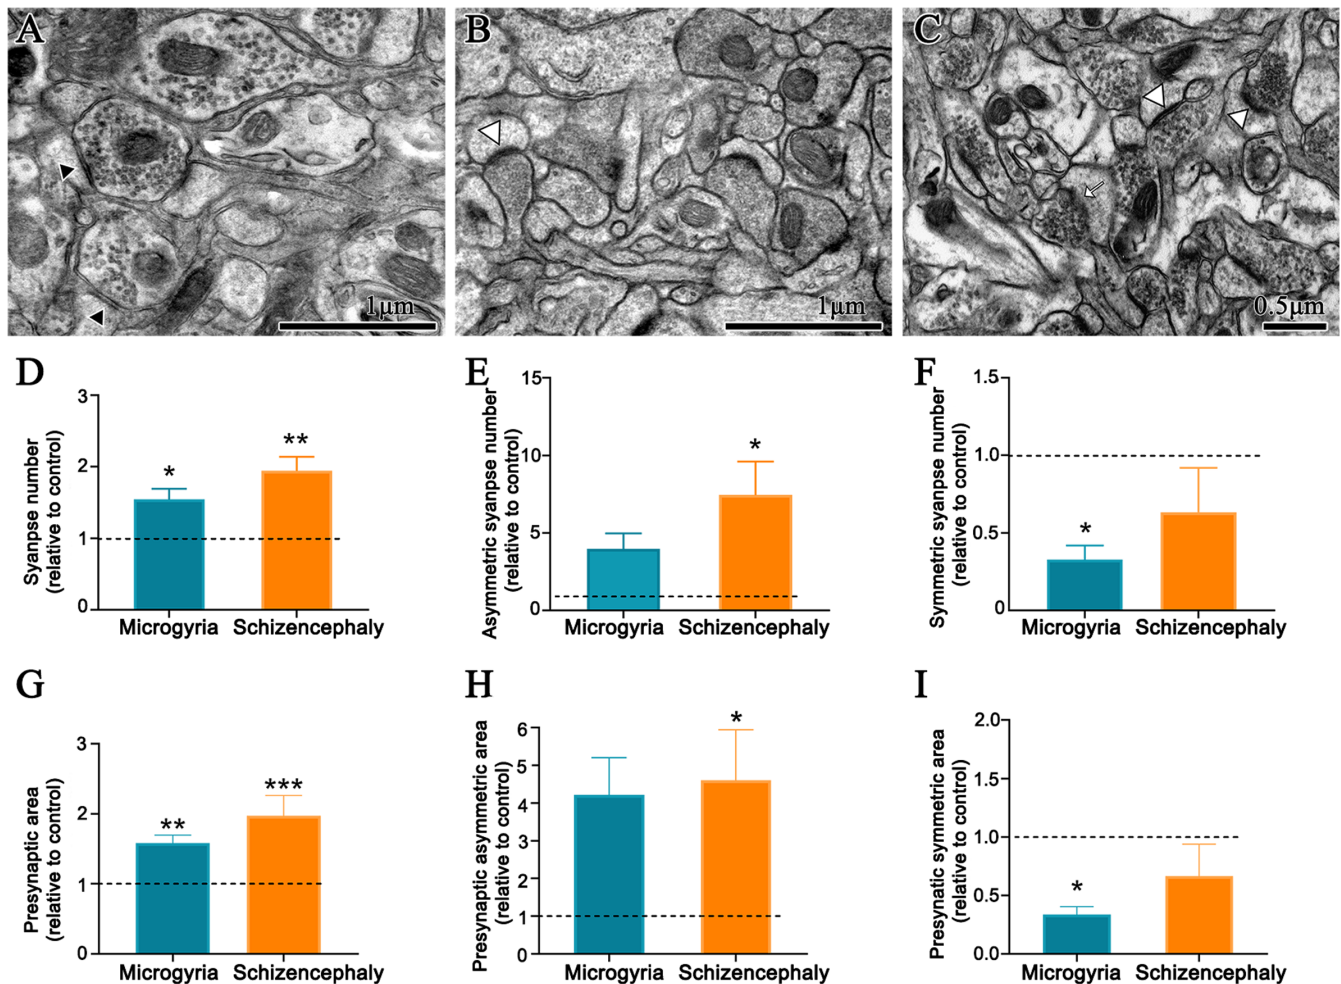 A
B
C
1μm
1μm
0.5μm
D
E
F
Syanpse number
(relative to control)
3
2
1
0
*
**
Microgyria
Schizencephaly
Asymmetric syanpse number
(relative to control)
15
10
5
0
*
Microgyria
Schizencephaly
Symmetric syanpse number
(relative to control)
1.5
1.0
0.5
0
*
Microgyria
Schizencephaly
G
H
I
Presynaptic area
(relative to control)
3
2
1
0
**
***
Microgyria
Schizencephaly
Presynaptic asymmetric area
(relative to control)
6
5
4
3
2
1
0
*
Microgyria
Schizencephaly
Presynatic symmetric area
(relative to control)
2.0
1.5
1.0
0.5
0.0
*
Microgyria
Schizencephaly